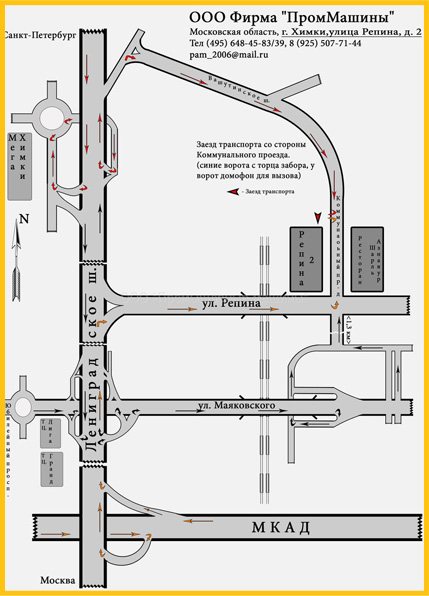 ООО Фирма "ПромМашины"
Московская область, г. Химки,улица Репина, д. 2
Тел (495) 648-45-83/39, 8 (925) 507-71-44
pam_2006@mail.ru
Санкт-Петербург
Вашутинское ш.
Заезд транспорта со стороны
Коммунального проезда.
(синие ворота с торца забора, у
ворот домофон для вызова)
- Заезд транспорта
Мега
Химки
N
Коммунальный пр-д
Репина
2
Ресторан
Шарль
Азнавур
Ленинградское ш.
ул. Репина
<1,3 км>
ул. Маяковского
Юбилейный просп.
ТЦ Лига
ТЦ Гранд
МКАД
Москва